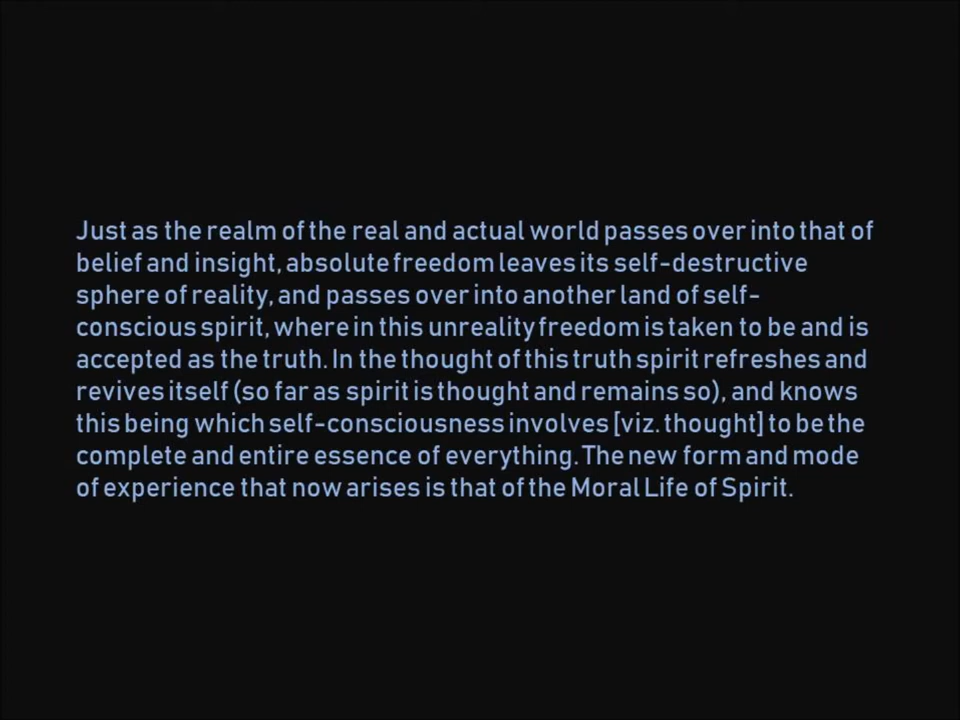 Just as the realm of the real and actual world passes over into that of
belief and insight, absolute freedom leaves its self-destructive
sphere of reality, and passes over into another land of self-
conscious spirit, where in this unreality freedom is taken to be and is
accepted as the truth. In the thought of this truth spirit refreshes and
revives itself (so far as spirit is thought and remains so), and knows
this being which self-consciousness involves [viz. thought] to be the
complete and entire essence of everything. The new form and mode
of experience that now arises is that of the Moral Life of Spirit.